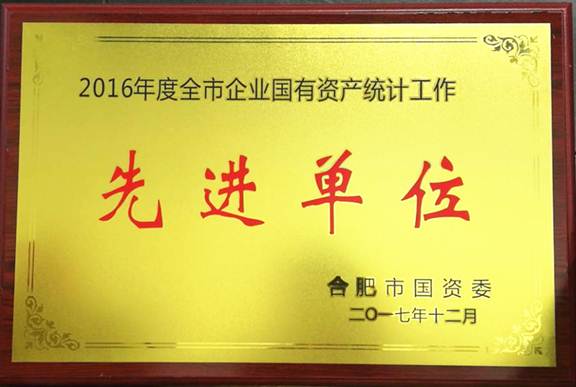 2016年度全市企业国有资产统计工作
先进单位
合肥市国资委
二〇一七年十二月